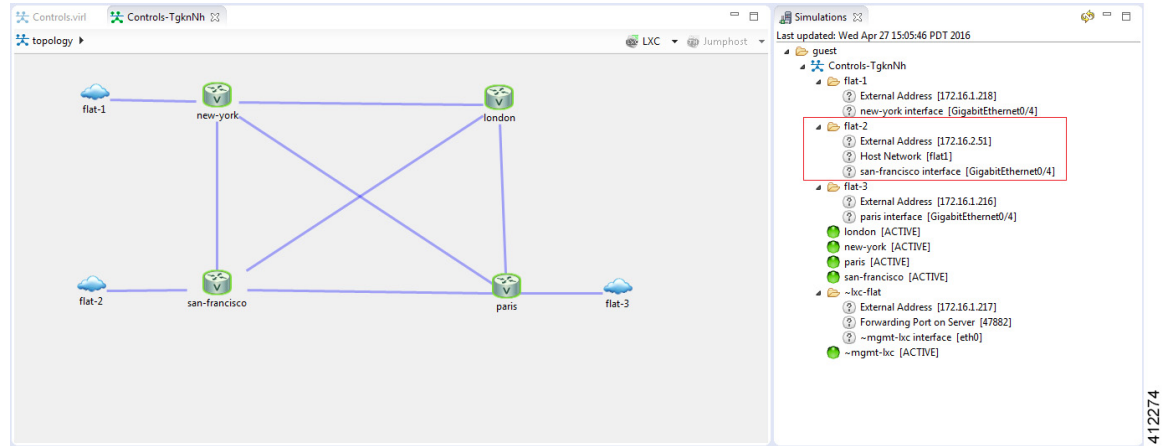 Controls.virl
Controls-TgknNh
topology
LXC
Jumphost
flat-1
new-york
london
flat-2
san-francisco
paris
flat-3
Simulations
Last updated: Wed Apr 27 15:05:46 PDT 2016
guest
Controls-TgknNh
flat-1
External Address [172.16.1.218]
new-york interface [GigabitEthernet0/4]
flat-2
External Address [172.16.2.51]
Host Network [flat1]
san-francisco interface [GigabitEthernet0/4]
flat-3
External Address [172.16.1.216]
paris interface [GigabitEthernet0/4]
london [ACTIVE]
new-york [ACTIVE]
paris [ACTIVE]
san-francisco [ACTIVE]
~lxc-flat
External Address [172.16.1.217]
Forwarding Port on Server [47882]
~mgmt-lxc interface [eth0]
~mgmt-lxc [ACTIVE]
412274